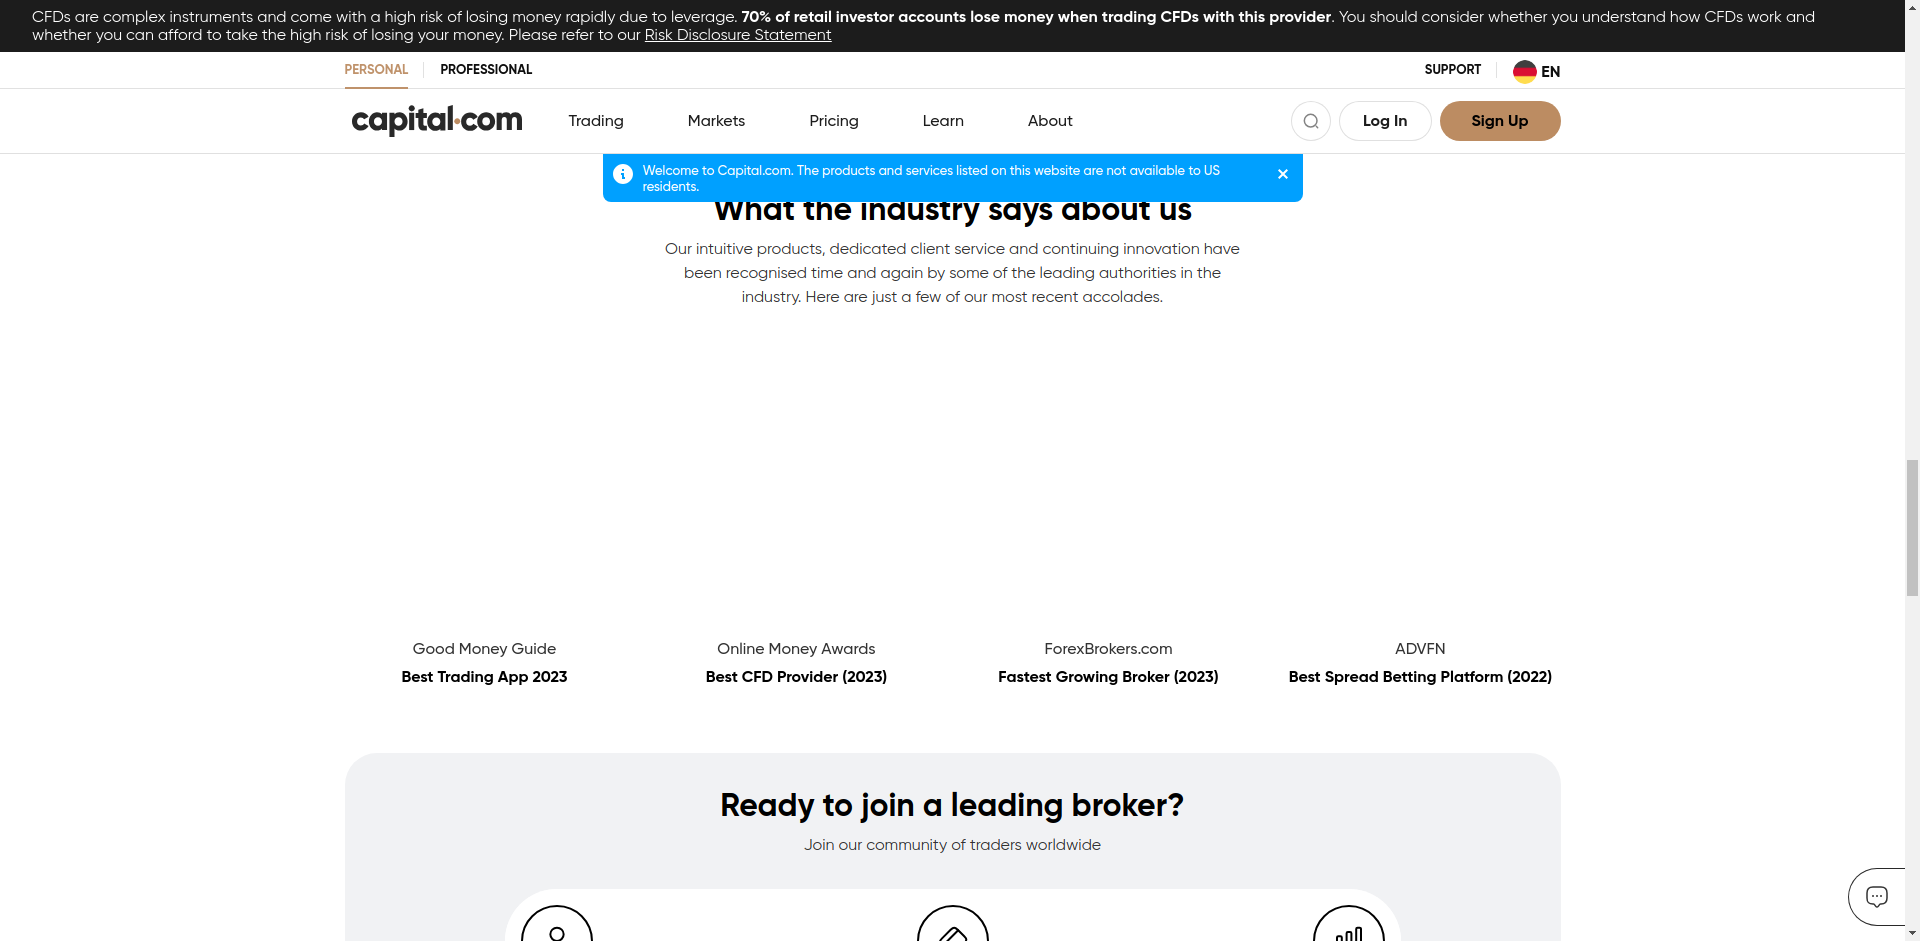 CFDs are complex instruments and come with a high risk of losing money rapidly due to leverage. 70% of retail investor accounts lose money when trading CFDs with this provider. You should consider whether you understand how CFDs work and
whether you can afford to take the high risk of losing your money. Please refer to our Risk Disclosure Statement
PERSONAL PROFESSIONAL SUPPORT EN
capital.com Trading Markets Pricing Learn About Log In Sign Up
Welcome to Capital.com. The products and services listed on this website are not available to US
residents.
What the industry says about us
Our intuitive products, dedicated client service and continuing innovation have
been recognised time and again by some of the leading authorities in the
industry. Here are just a few of our most recent accolades.
Good Money Guide Online Money Awards ForexBrokers.com ADVFN
Best Trading App 2023 Best CFD Provider (2023) Fastest Growing Broker (2023) Best Spread Betting Platform (2022)
Ready to join a leading broker?
Join our community of traders worldwide